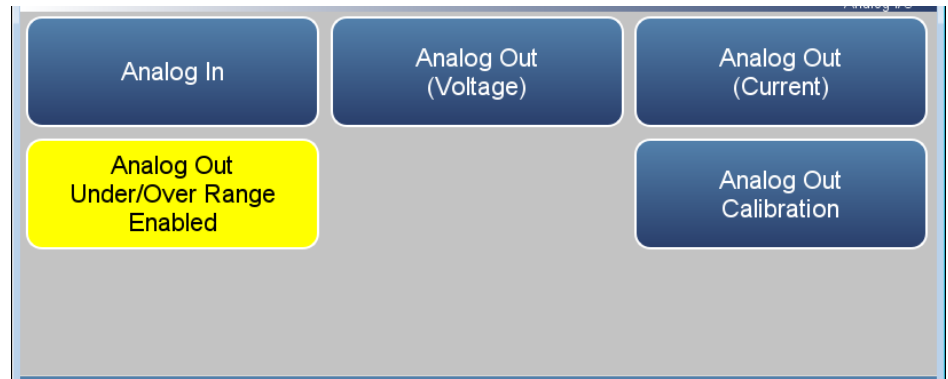 Analog In
Analog Out
(Voltage)
Analog Out
(Current)
Analog Out
Under/Over Range
Enabled
Analog Out
Calibration